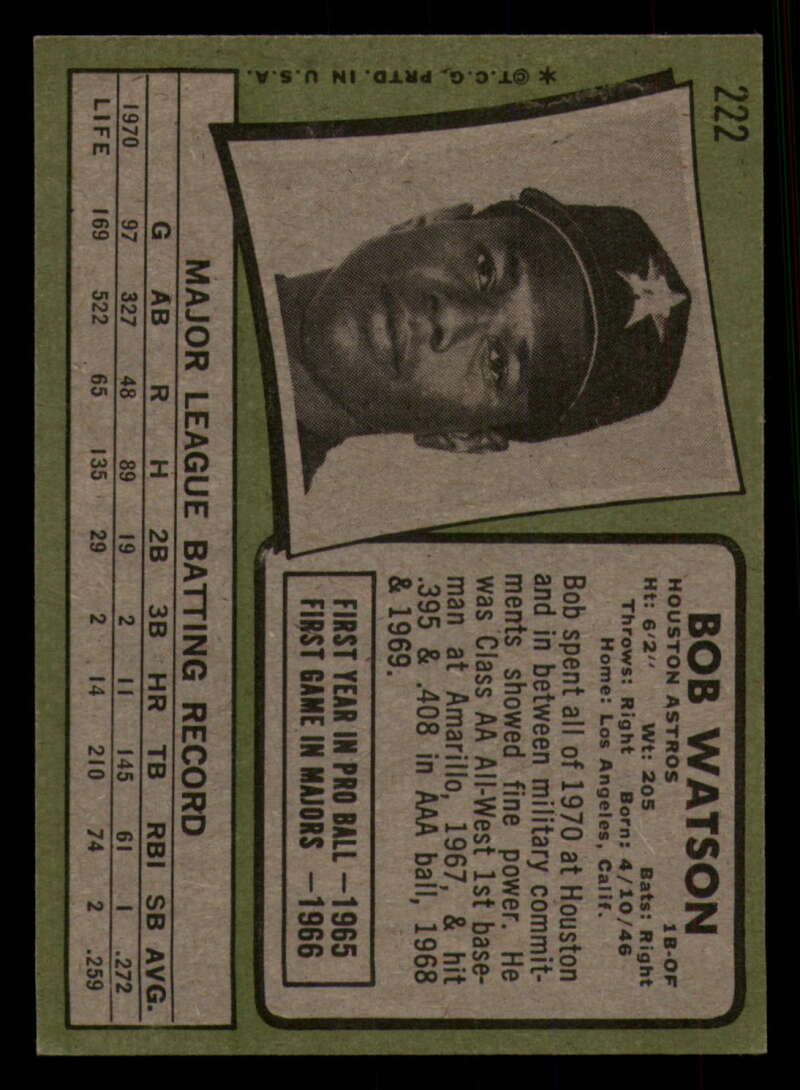 222
✶ ©T.C.G. PRTD. IN U.S.A.
BOB WATSON
HOUSTON ASTROS 1B-OF
Ht: 6'2" Wt: 205 Bats: Right
Throws: Right Born: 4/10/46
Home: Los Angeles, Calif.
Bob spent all of 1970 at Houston
and in between military commit-
ments showed fine power. He
was Class AA All-West 1st base-
man at Amarillo, 1967, & hit
.395 & .408 in AAA ball, 1968
& 1969.
FIRST YEAR IN PRO BALL —1965
FIRST GAME IN MAJORS —1966
MAJOR LEAGUE BATTING RECORD
G AB R H 2B 3B HR TB RBI SB AVG.
1970 97 327 48 89 19 2 11 145 61 1 .272
LIFE 169 522 65 135 29 2 14 210 74 2 .259